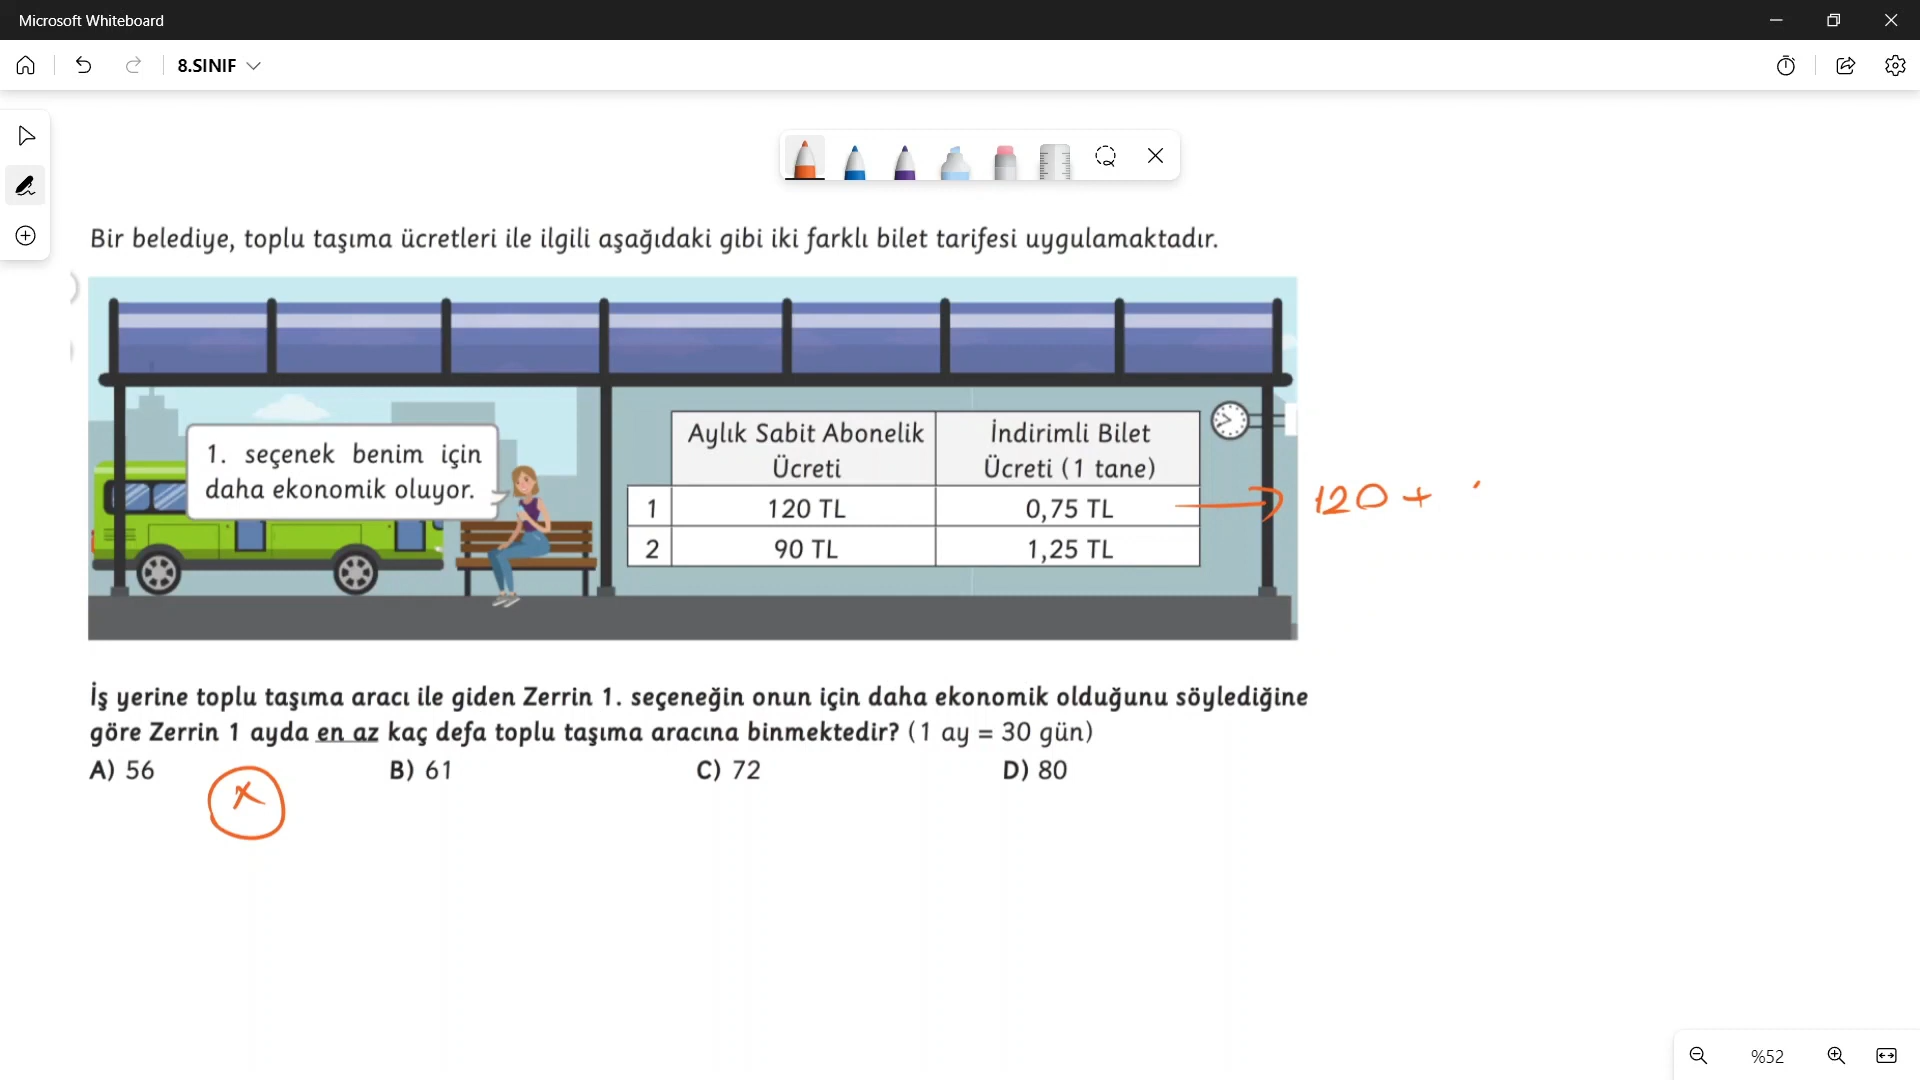 Microsoft Whiteboard
8.SINIF
Bir belediye, toplu taşıma ücretleri ile ilgili aşağıdaki gibi iki farklı bilet tarifesi uygulamaktadır.
1. seçenek benim için
daha ekonomik oluyor.
Aylık Sabit Abonelik Ücreti İndirimli Bilet Ücreti (1 tane)
1 120 TL 0,75 TL
120 +
2 90 TL 1,25 TL
İş yerine toplu taşıma aracı ile giden Zerrin 1. seçeneğin onun için daha ekonomik olduğunu söylediğine
göre Zerrin 1 ayda en az kaç defa toplu taşıma aracına binmektedir? (1 ay = 30 gün)
A) 56 B) 61 C) 72 D) 80
x
%52